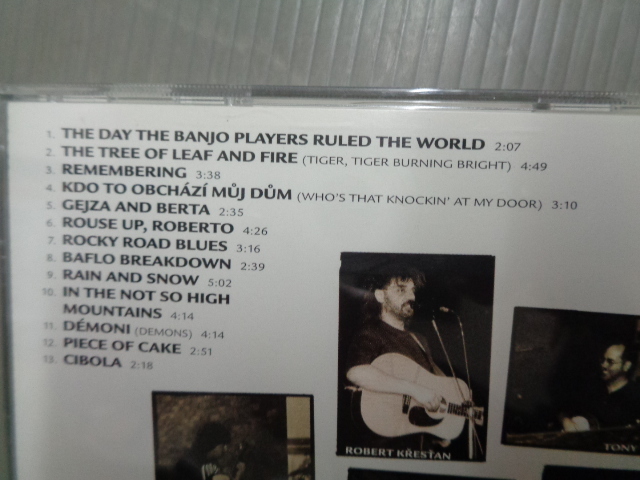 1. THE DAY THE BANJO PLAYERS RULED THE WORLD 2:07
2. THE TREE OF LEAF AND FIRE (TIGER, TIGER BURNING BRIGHT) 4:49
3. REMEMBERING 3:38
4. KDO TO OBCHÁZÍ MŮJ DŮM (WHO'S THAT KNOCKIN' AT MY DOOR) 3:10
5. GEJZA AND BERTA 2:35
6. ROUSE UP, ROBERTO 4:26
7. ROCKY ROAD BLUES 3:16
8. BAFLO BREAKDOWN 2:39
9. RAIN AND SNOW 5:02
10. IN THE NOT SO HIGH
MOUNTAINS 4:14
11. DÉMONI (DEMONS) 4:14
12. PIECE OF CAKE 2:51
13. CIBOLA 2:18
ROBERT KŘESŤAN
TONY